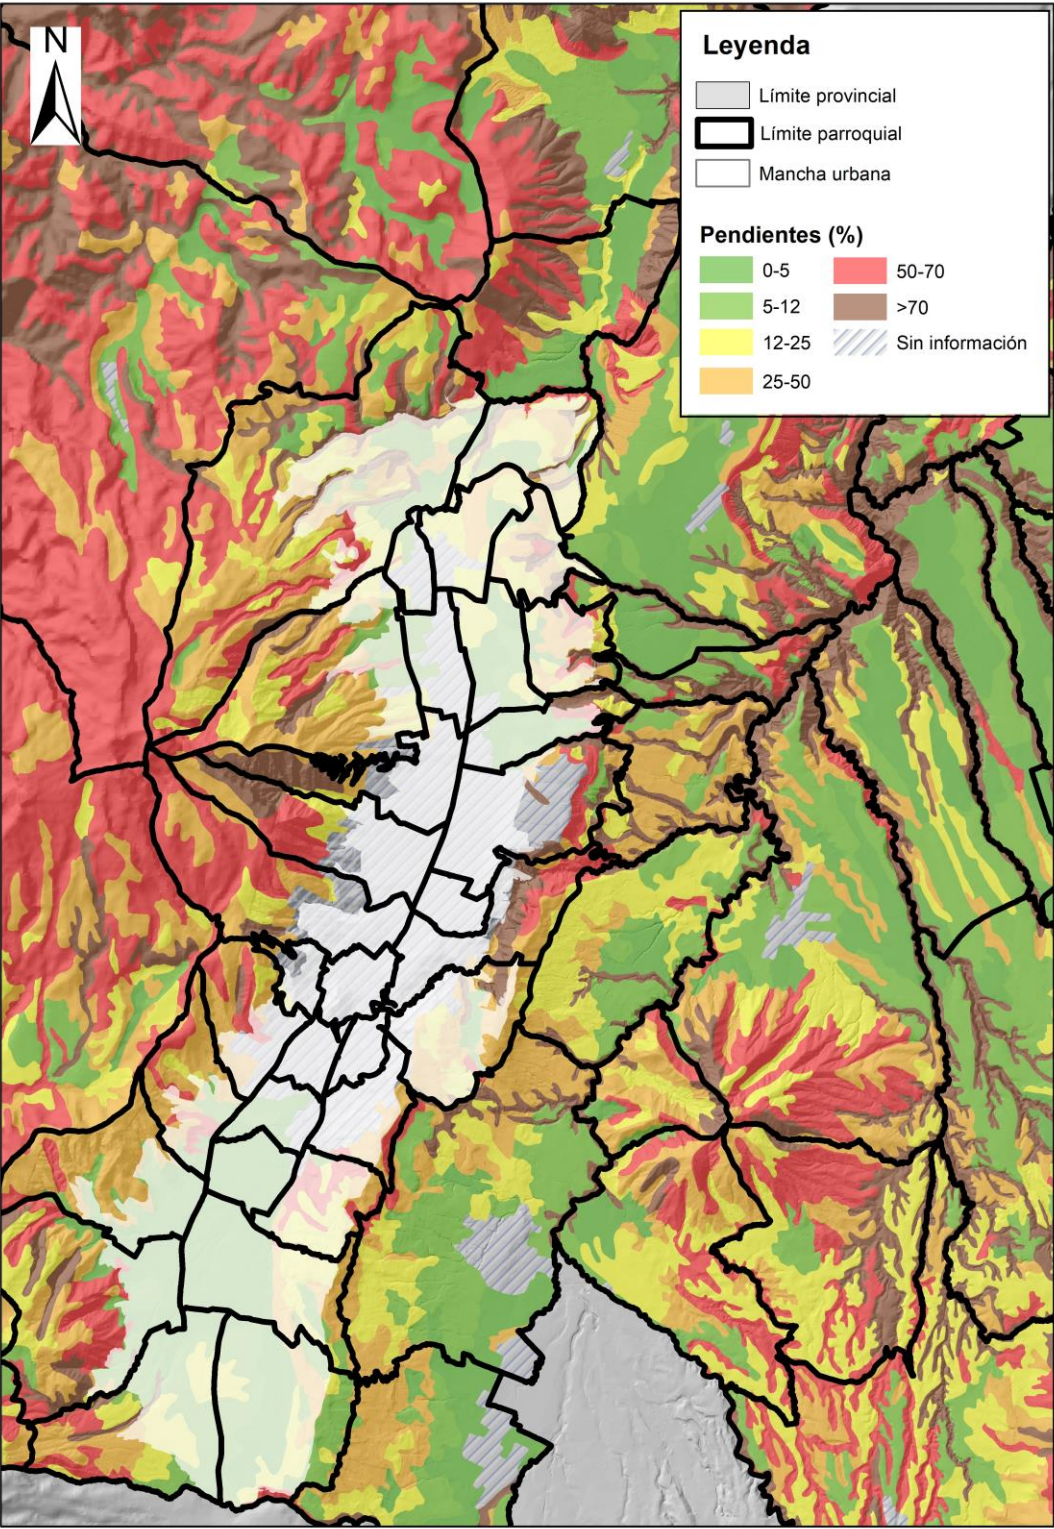 N
Leyenda
Límite provincial
Límite parroquial
Mancha urbana
Pendientes (%)
0-5
50-70
5-12
>70
12-25
Sin información
25-50